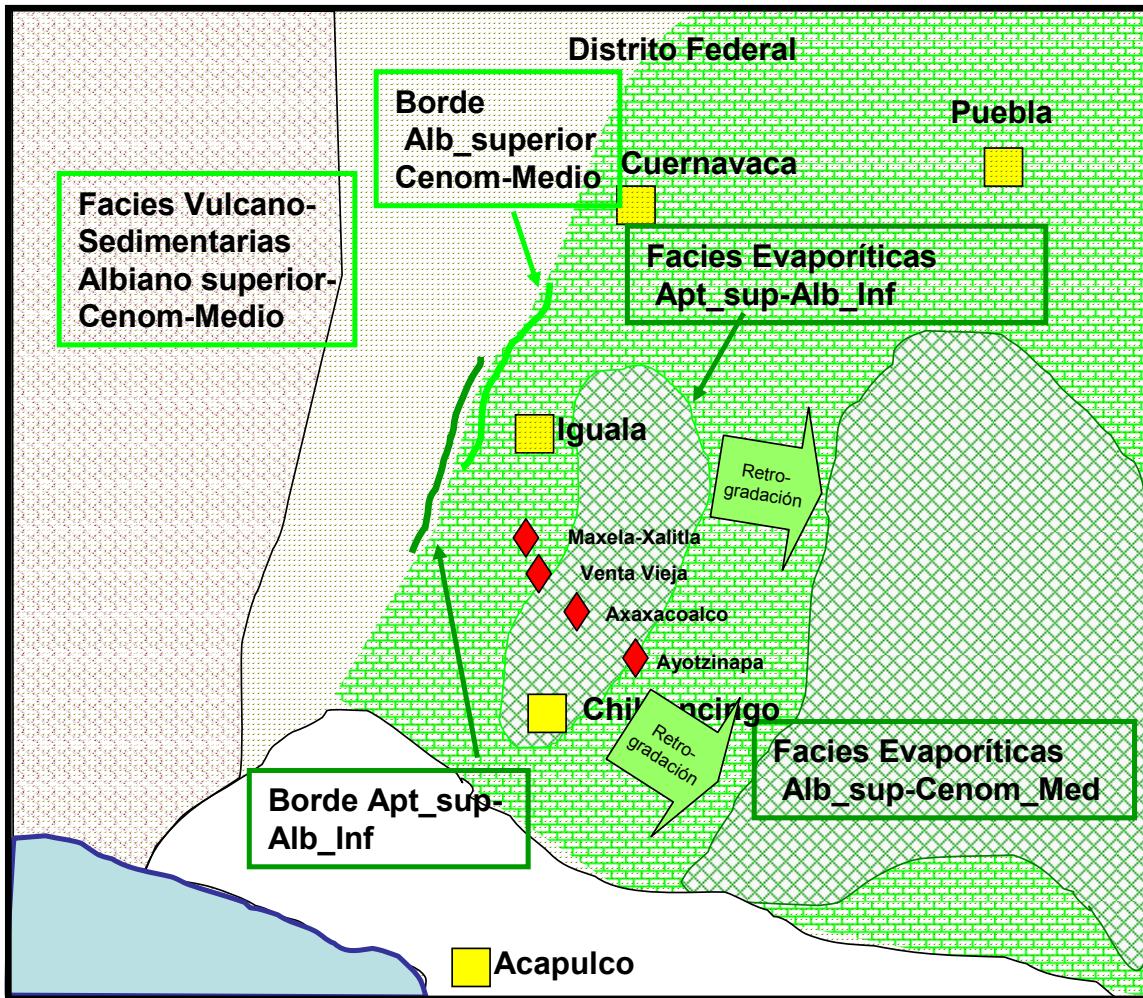 Distrito Federal
Borde
Alb_superior
Cenom-Medio
Puebla
Cuernavaca
Facies Vulcano-
Sedimentarias
Albiano superior-
Cenom-Medio
Facies Evaporíticas
Apt_sup-Alb_Inf
Iguala
Retro-
gradación
Maxela-Xalitla
Venta Vieja
Axaxacoalco
Ayotzinapa
Retro-
gradación
Facies Evaporíticas
Alb_sup-Cenom_Med
Borde Apt_sup-
Alb_Inf
Acapulco